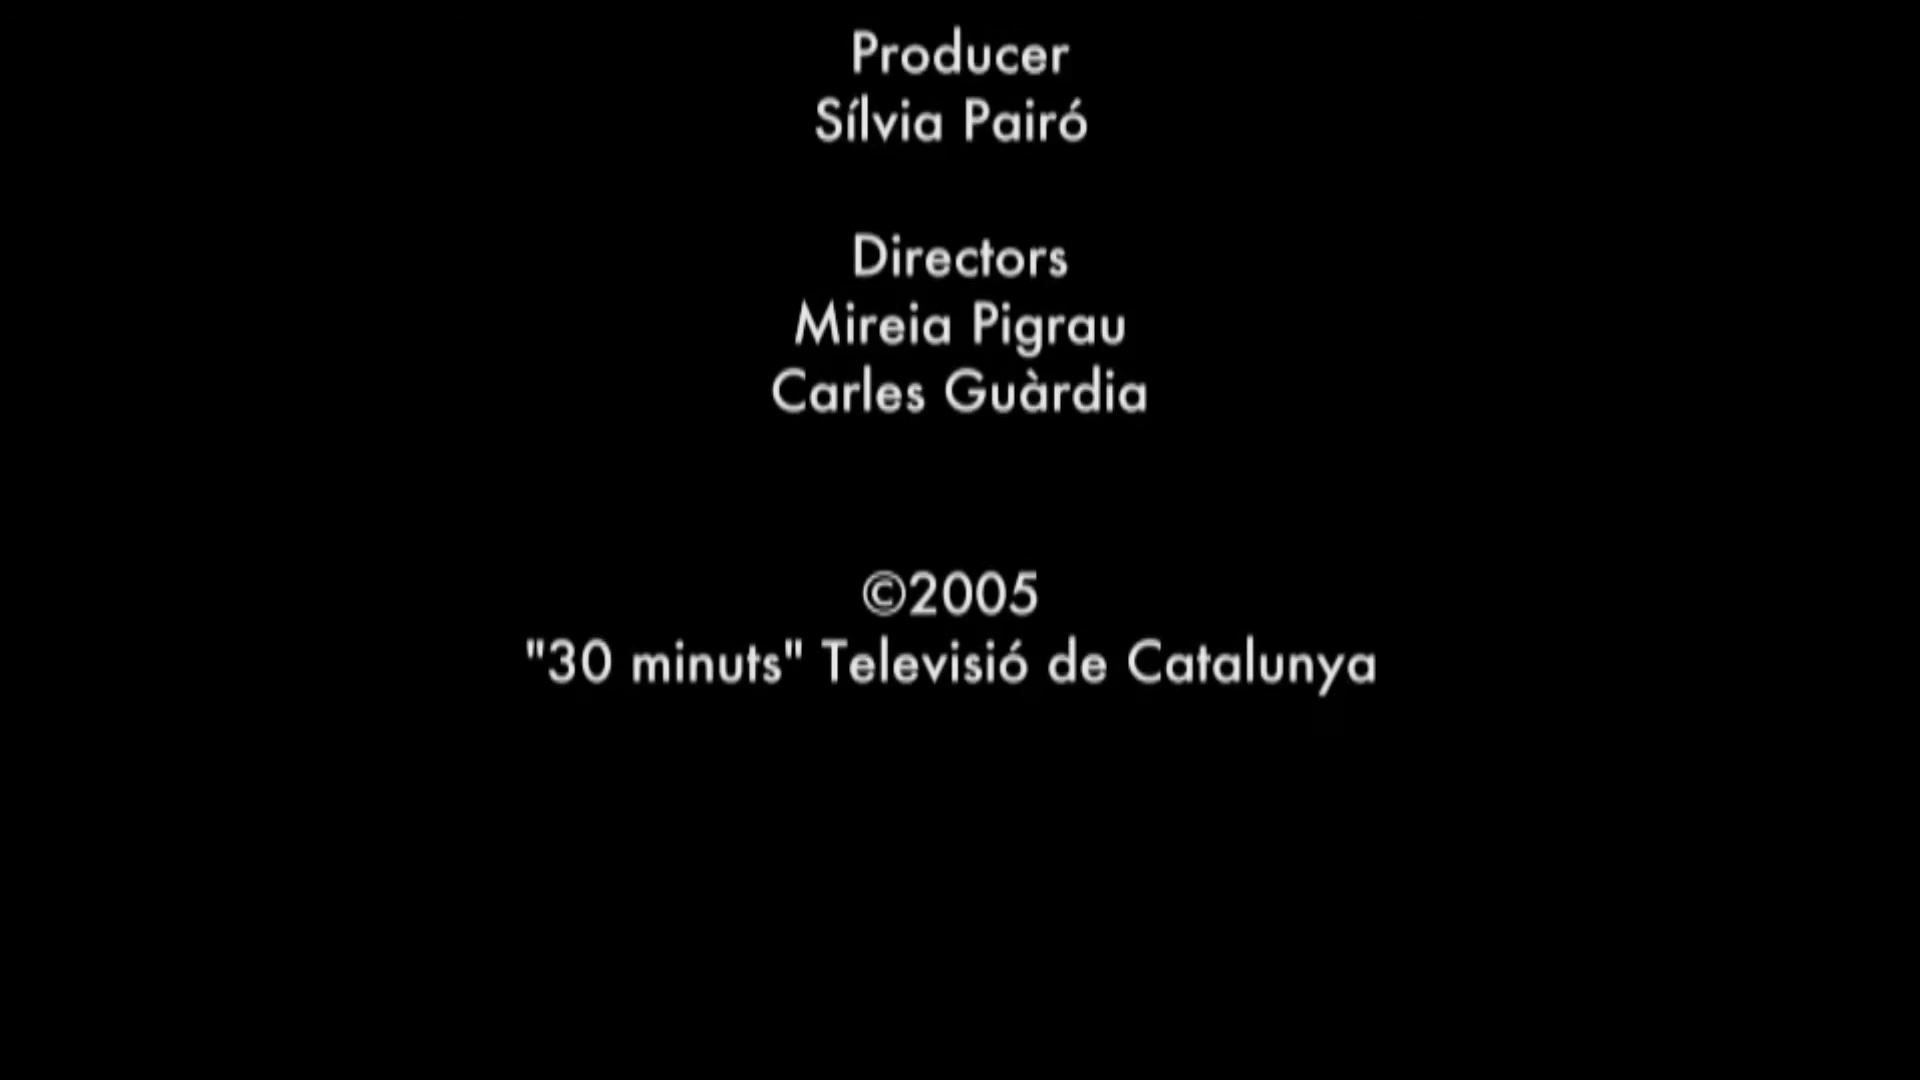 Producer
Sílvia Pairó
Directors
Mireia Pigrau
Carles Guàrdia
©2005
"30 minuts" Televisió de Catalunya